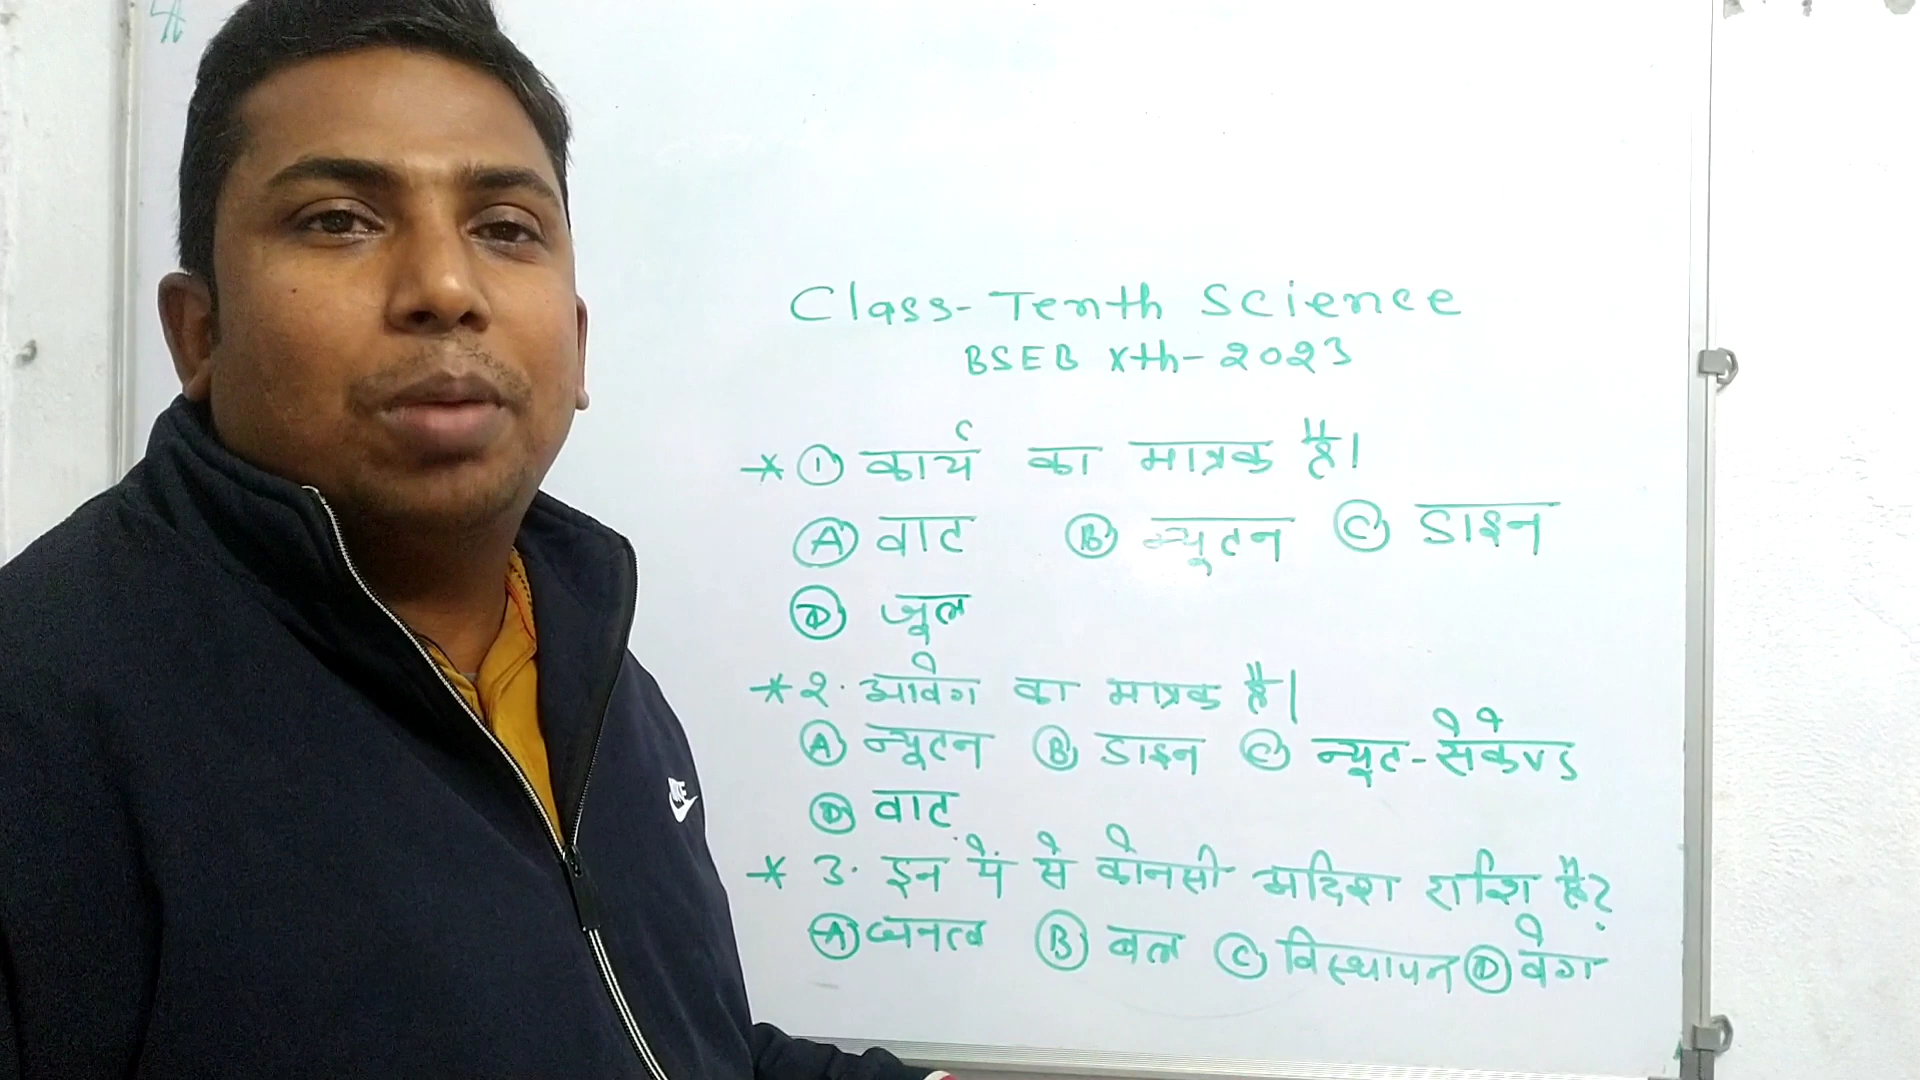 Class-Tenth Science
BSEB Xth-2023
* ① कार्य का मात्रक है।
Ⓐ वाट Ⓑ न्यूटन Ⓒ डाइन
Ⓓ जूल
* 2. आवेग का मात्रक है।
Ⓐ न्यूटन Ⓑ डाइन Ⓒ न्यूट-सेकेण्ड
Ⓓ वाट
* 3. इन में से कोनसी अदिश राशि है?
Ⓐ घनत्व Ⓑ बल Ⓒ विस्थापन Ⓓ वेग